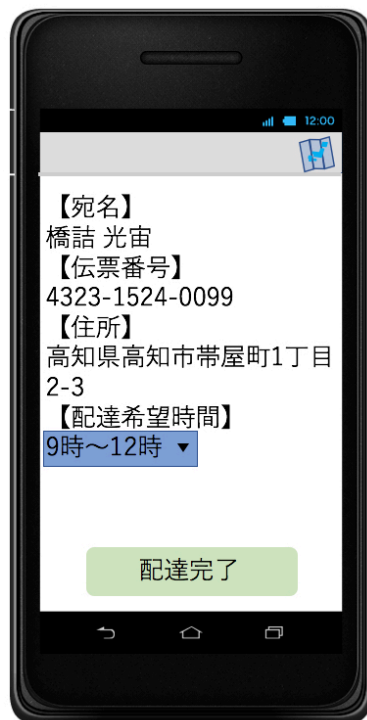 12:00
【宛名】
橋詰 光宙
【伝票番号】
4323-1524-0099
【住所】
高知県高知市帯屋町1丁目
2-3
【配達希望時間】
9時～12時 ▼
配達完了